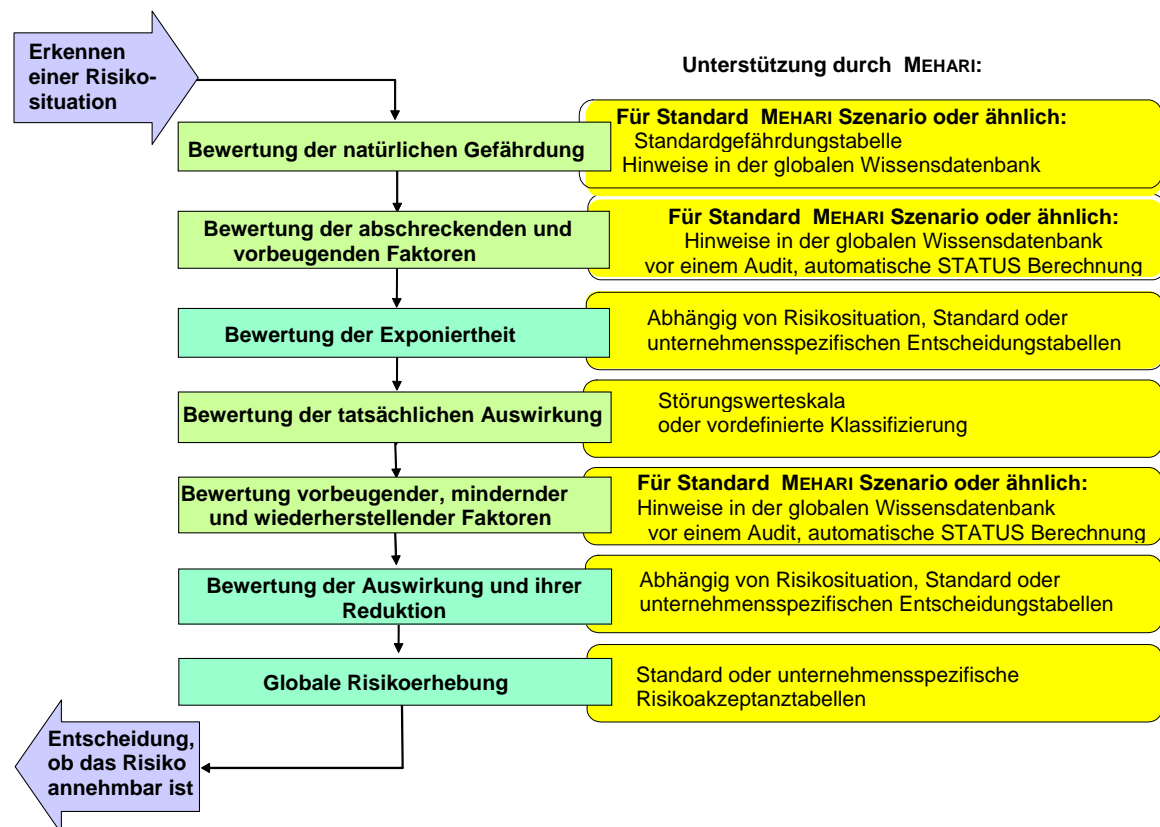 Erkennen
einer Risiko-
situation
Unterstützung durch MEHARI:
Bewertung der natürlichen Gefährdung
Für Standard MEHARI Szenario oder ähnlich:
Standardgefährdungstabelle
Hinweise in der globalen Wissensdatenbank
Bewertung der abschreckenden und
vorbeugenden Faktoren
Für Standard MEHARI Szenario oder ähnlich:
Hinweise in der globalen Wissensdatenbank
vor einem Audit, automatische STATUS Berechnung
Bewertung der Exponiertheit
Abhängig von Risikosituation, Standard oder
unternehmensspezifischen Entscheidungstabellen
Bewertung der tatsächlichen Auswirkung
Störungswerteskala
oder vordefinierte Klassifizierung
Bewertung vorbeugender, mindernder
und wiederherstellender Faktoren
Für Standard MEHARI Szenario oder ähnlich:
Hinweise in der globalen Wissensdatenbank
vor einem Audit, automatische STATUS Berechnung
Bewertung der Auswirkung und ihrer
Reduktion
Abhängig von Risikosituation, Standard oder
unternehmensspezifischen Entscheidungstabellen
Globale Risikoerhebung
Standard oder unternehmensspezifische
Risikoakzeptanztabellen
Entscheidung,
ob das Risiko
annehmbar ist